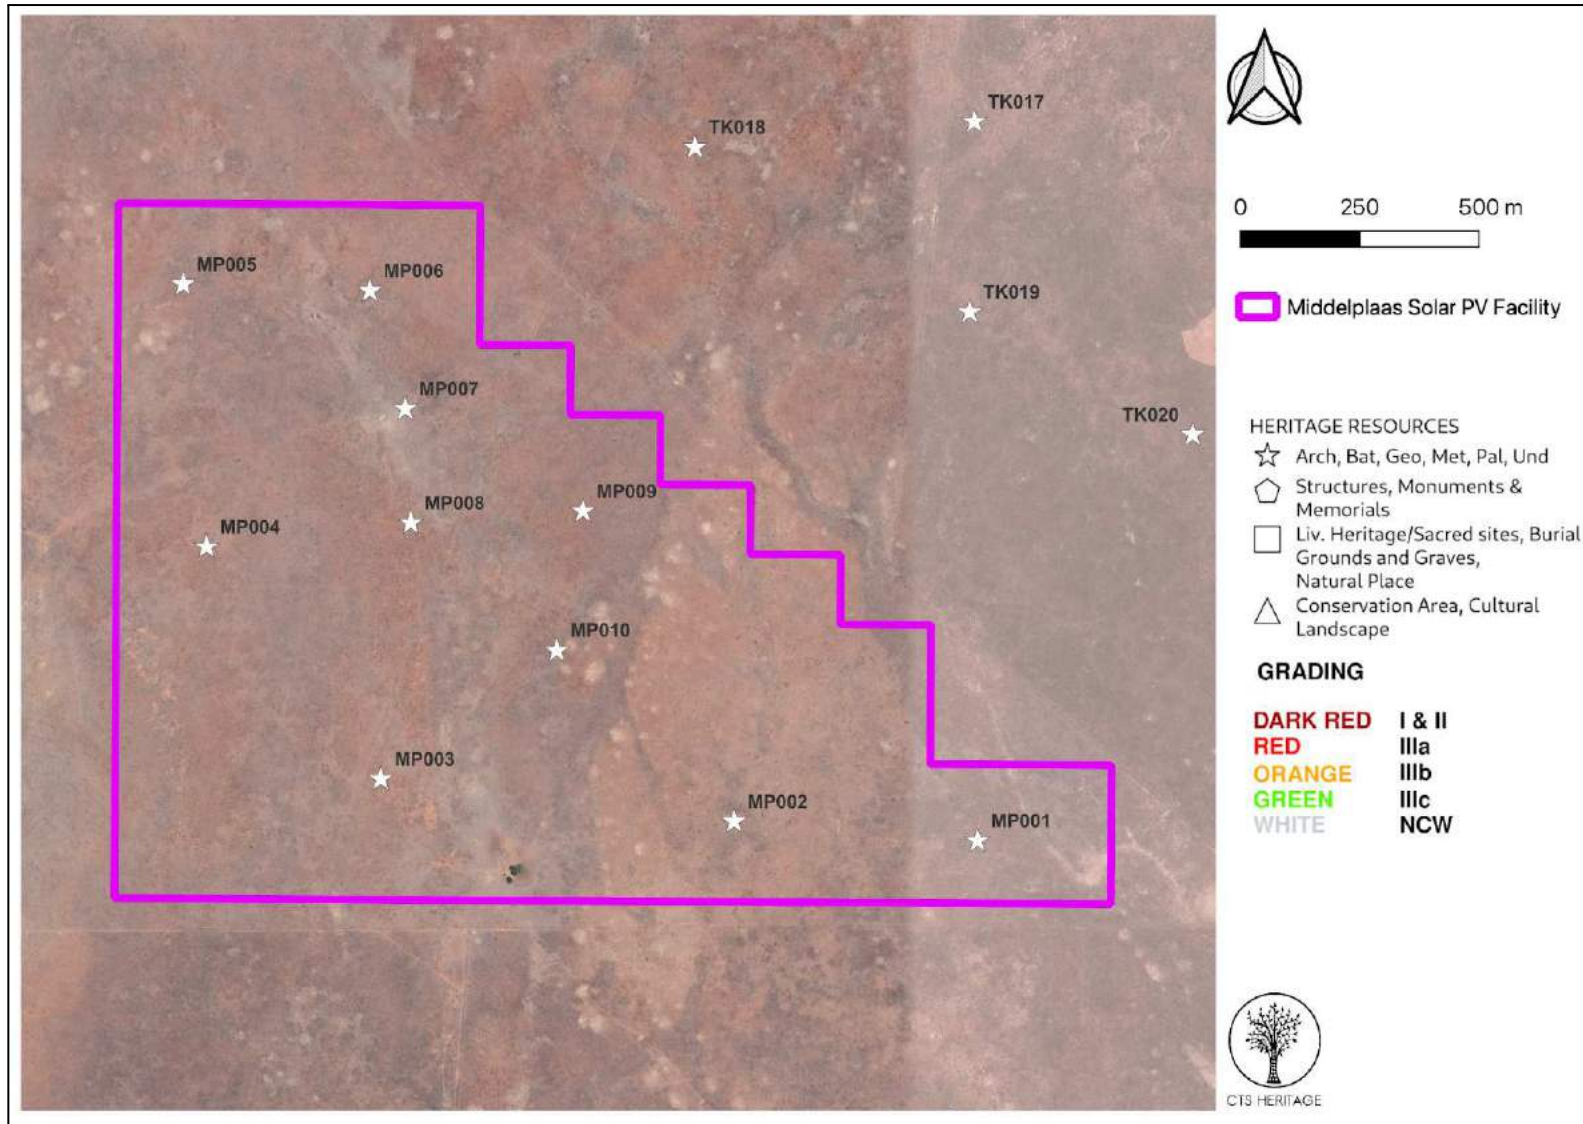 TK017
TK018
MP005
MP006
TK019
MP007
TK020
MP009
MP008
MP004
MP010
MP003
MP002
MP001
0 250 500 m
Middelplaas Solar PV Facility
HERITAGE RESOURCES
Arch, Bat, Geo, Met, Pal, Und
Structures, Monuments &
Memorials
Liv. Heritage/Sacred sites, Burial
Grounds and Graves,
Natural Place
Conservation Area, Cultural
Landscape
GRADING
DARK RED I & II
RED IIIa
ORANGE IIIb
GREEN IIIc
WHITE NCW
CTS HERITAGE